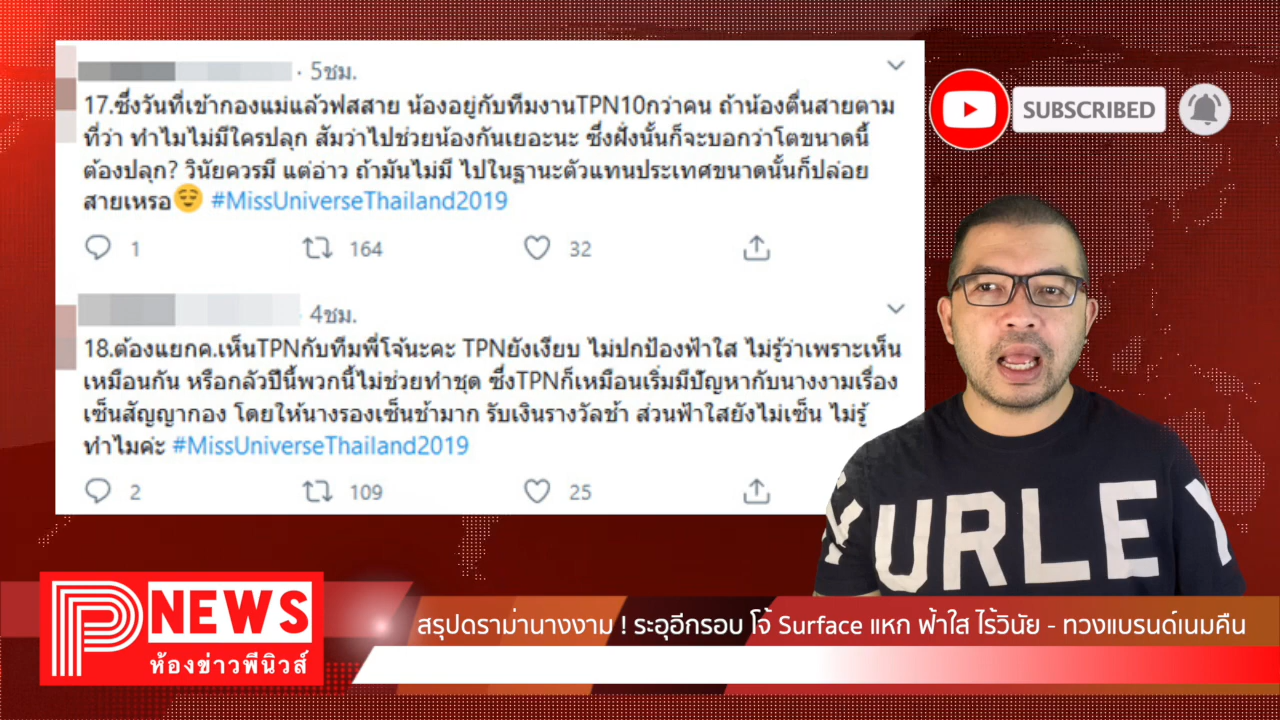 · 5ชม.
17.ซึ่งวันที่เข้ากองแม่แล้วฟสสาย น้องอยู่กับทีมงานTPN10กว่าคน ถ้าน้องตื่นสายตาม
ที่ว่า ทำไมไม่มีใครปลุก สัมว่าไปช่วยน้องกันเยอะนะ ซึ่งฝั่งนั้นก็จะบอกว่าโตขนาดนี้
ต้องปลุก? วินัยควรมี แต่อ่าว ถ้ามันไม่มี ไปในฐานะตัวแทนประเทศขนาดนั้นก็ปล่อย
สายเหรอ😌 #MissUniverseThailand2019
1 164 32
4ชม.
18.ต้องแยกค.เห็นTPNกับทีมพี่โจ้นะคะ TPNยังเงียบ ไม่ปกป้องฟ้าใส ไม่รู้ว่าเพราะเห็น
เหมือนกัน หรือกลัวปีนี้พวกนี้ไม่ช่วยทำชุด ซึ่งTPNก็เหมือนเริ่มมีปัญหากับนางงามเรื่อง
เซ็นสัญญากอง โดยให้นางรองเซ็นช้ามาก รับเงินรางวัลช้า ส่วนฟ้าใสยังไม่เซ็น ไม่รู้
ทำไมค่ะ #MissUniverseThailand2019
2 109 25
SUBSCRIBED
URLEY
P NEWS
ห้องข่าวพีนิวส์
สรุปดราม่านางงาม ! ระอุอีกรอบ โจ้ Surface แหก ฟ้าใส ไร้วินัย - ทวงแบรนด์เนมคืน